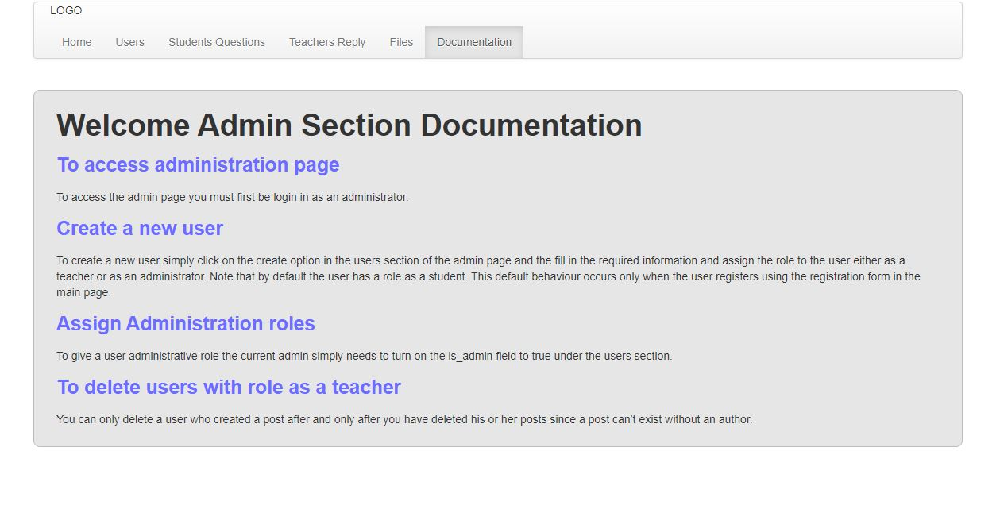 LOGO
Home Users Students Questions Teachers Reply Files Documentation
Welcome Admin Section Documentation
To access administration page
To access the admin page you must first be login in as an administrator.
Create a new user
To create a new user simply click on the create option in the users section of the admin page and the fill in the required information and assign the role to the user either as a
teacher or as an administrator. Note that by default the user has a role as a student. This default behaviour occurs only when the user registers using the registration form in the
main page.
Assign Administration roles
To give a user administrative role the current admin simply needs to turn on the is_admin field to true under the users section.
To delete users with role as a teacher
You can only delete a user who created a post after and only after you have deleted his or her posts since a post can’t exist without an author.